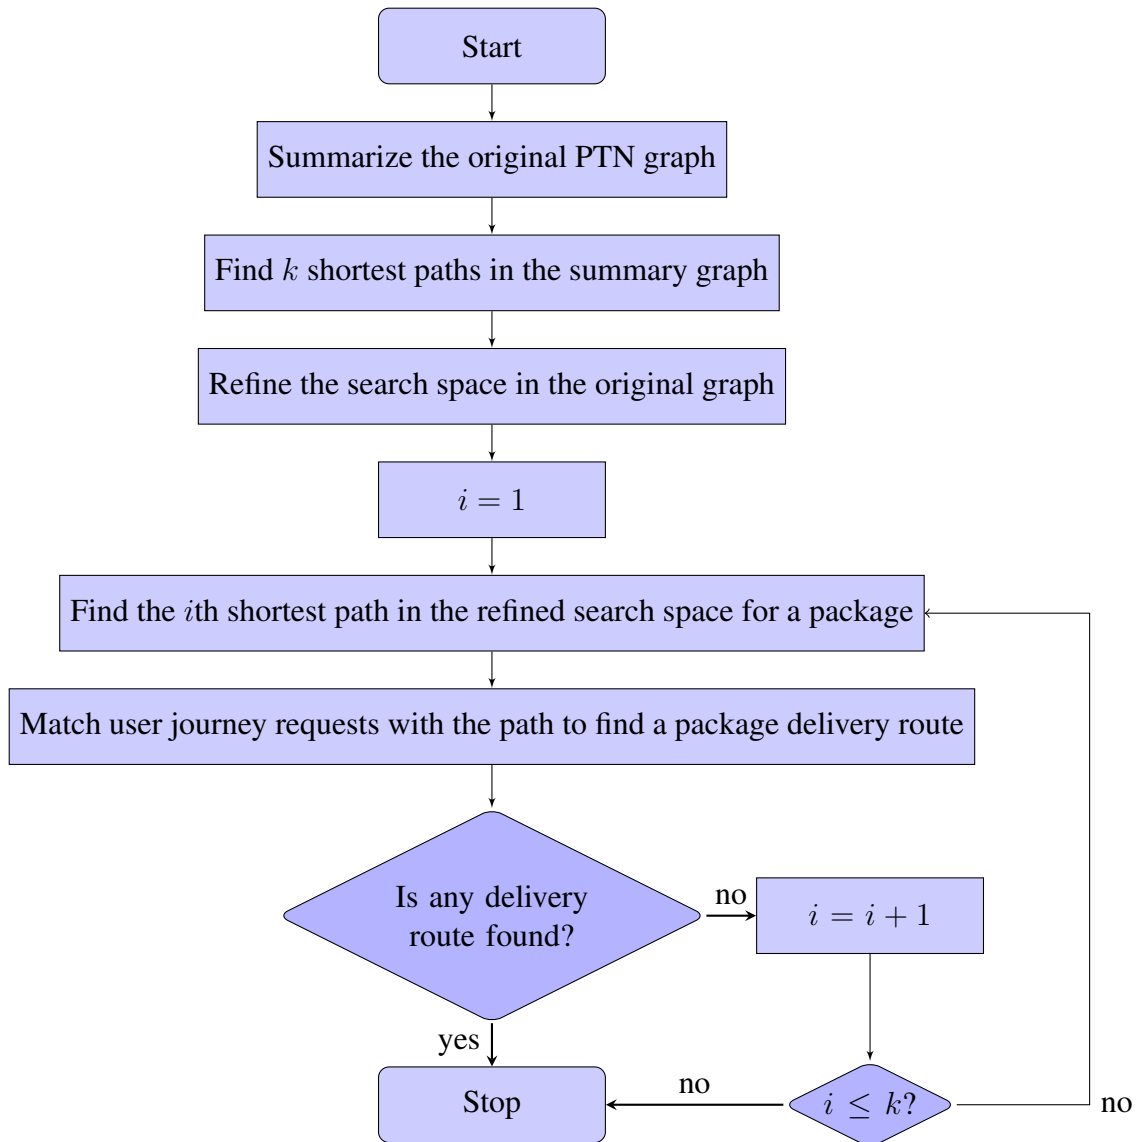 Start
Summarize the original PTN graph
Find k shortest paths in the summary graph
Refine the search space in the original graph
i = 1
Find the ith shortest path in the refined search space for a package
Match user journey requests with the path to find a package delivery route
Is any delivery
route found?
no
i = i + 1
yes
Stop
no
i ≤ k?
no